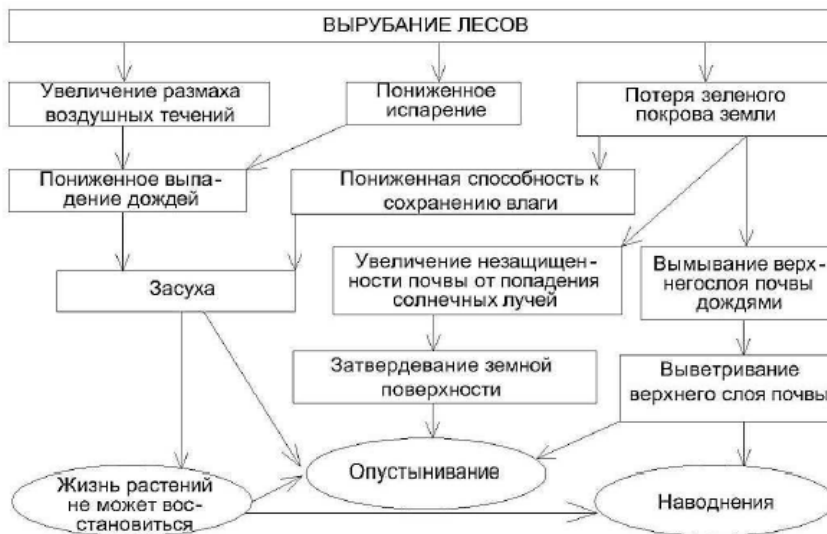 ВЫРУБАНИЕ ЛЕСОВ
Увеличение размаха
воздушных течений
Пониженное
испарение
Потеря зеленого
покрова земли
Пониженное выпа-
дение дождей
Пониженная способность к
сохранению влаги
Засуха
Увеличение незащищен-
ности почвы от попадения
солнечных лучей
Вымывание верх-
негослоя почвы
дождями
Затвердевание земной
поверхности
Выветривание
верхнего слоя почвы
Жизнь растений
не может вос-
становиться
Опустынивание
Наводнения